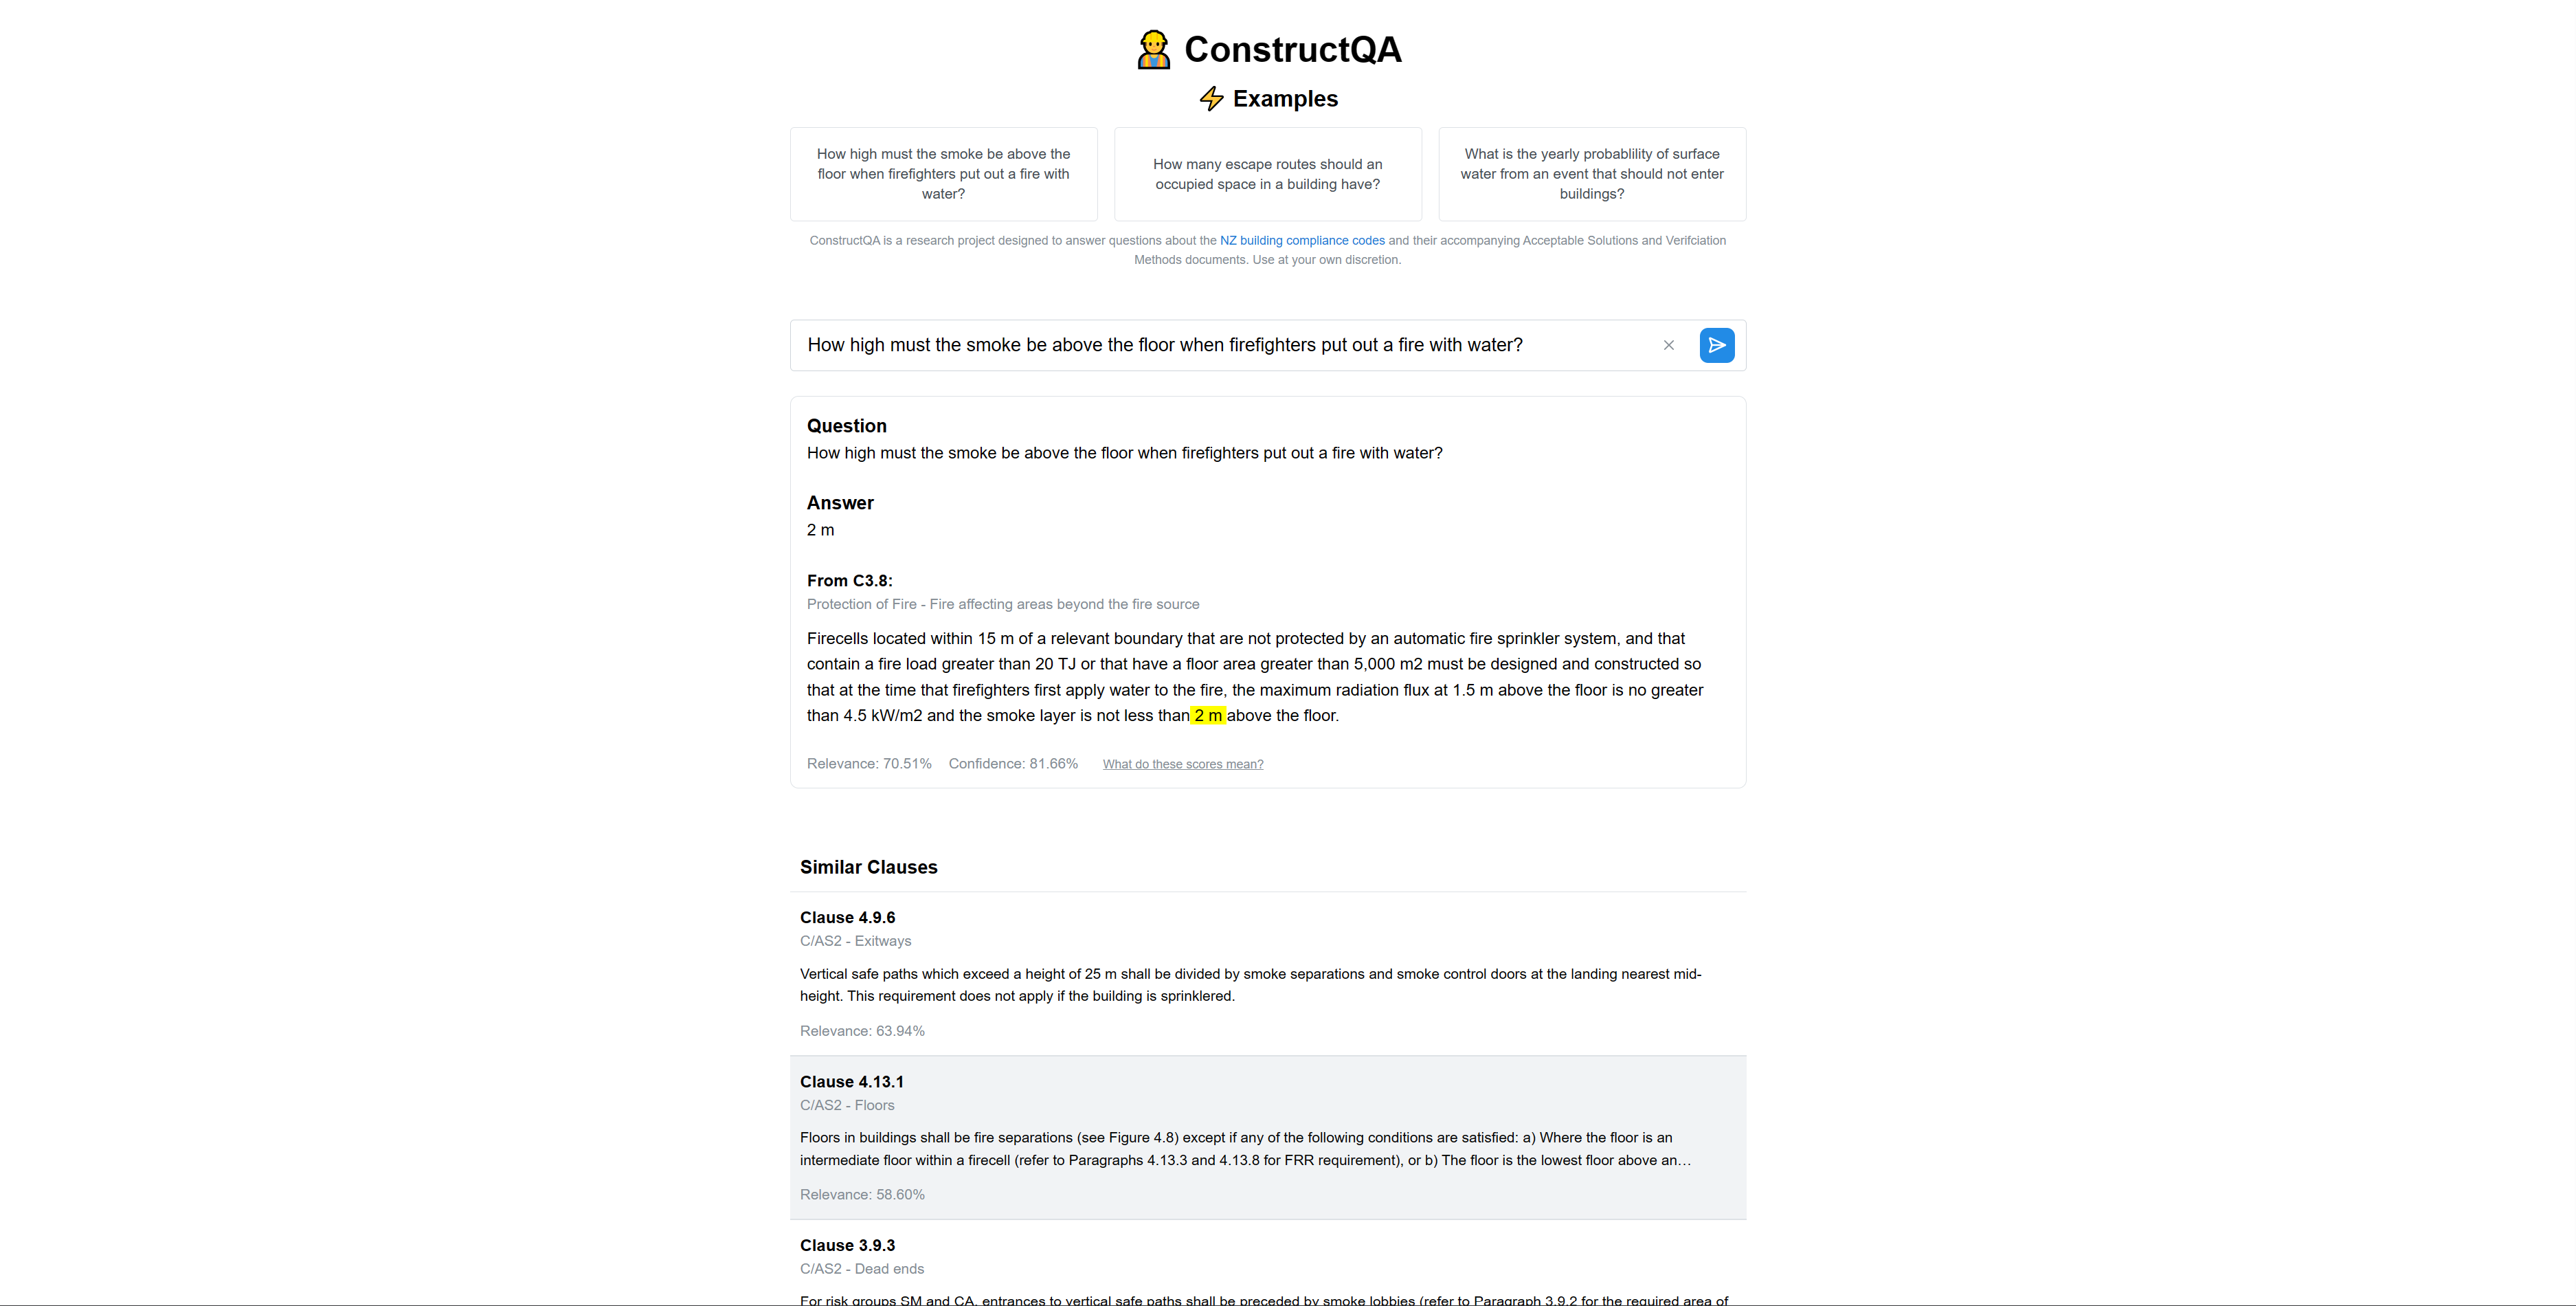 ConstructQA
Examples
How high must the smoke be above the
floor when firefighters put out a fire with
water?
How many escape routes should an
occupied space in a building have?
What is the yearly probablility of surface
water from an event that should not enter
buildings?
ConstructQA is a research project designed to answer questions about the NZ building compliance codes and their accompanying Acceptable Solutions and Verifciation
Methods documents. Use at your own discretion.
How high must the smoke be above the floor when firefighters put out a fire with water?
Question
How high must the smoke be above the floor when firefighters put out a fire with water?
Answer
2 m
From C3.8:
Protection of Fire - Fire affecting areas beyond the fire source
Firecells located within 15 m of a relevant boundary that are not protected by an automatic fire sprinkler system, and that
contain a fire load greater than 20 TJ or that have a floor area greater than 5,000 m2 must be designed and constructed so
that at the time that firefighters first apply water to the fire, the maximum radiation flux at 1.5 m above the floor is no greater
than 4.5 kW/m2 and the smoke layer is not less than 2 m above the floor.
Relevance: 70.51% Confidence: 81.66% What do these scores mean?
Similar Clauses
Clause 4.9.6
C/AS2 - Exitways
Vertical safe paths which exceed a height of 25 m shall be divided by smoke separations and smoke control doors at the landing nearest mid-
height. This requirement does not apply if the building is sprinklered.
Relevance: 63.94%
Clause 4.13.1
C/AS2 - Floors
Floors in buildings shall be fire separations (see Figure 4.8) except if any of the following conditions are satisfied: a) Where the floor is an
intermediate floor within a firecell (refer to Paragraphs 4.13.3 and 4.13.8 for FRR requirement), or b) The floor is the lowest floor above an…
Relevance: 58.60%
Clause 3.9.3
C/AS2 - Dead ends
For risk groups SM and CA, entrances to vertical safe paths shall be preceded by smoke lobbies (refer to Paragraph 3.9.2 for the required area of